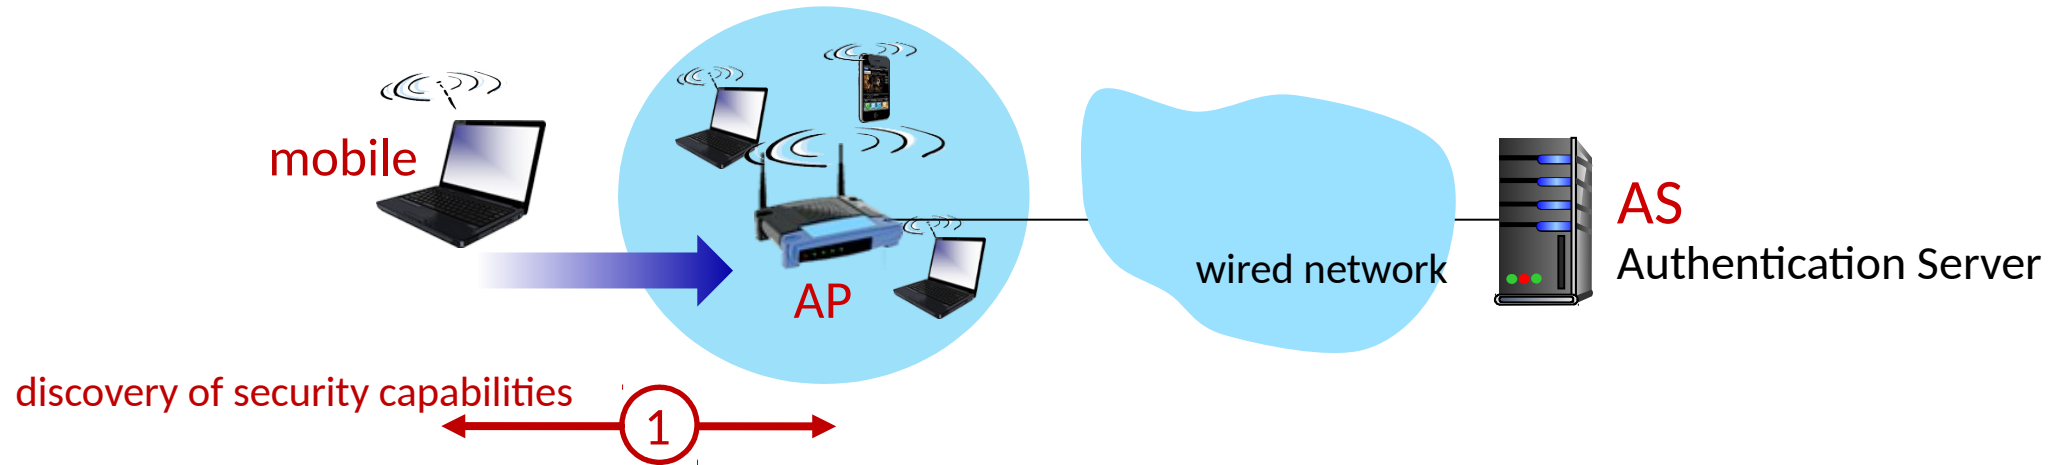 mobile
AP
wired network
AS
Authentication Server
discovery of security capabilities
1